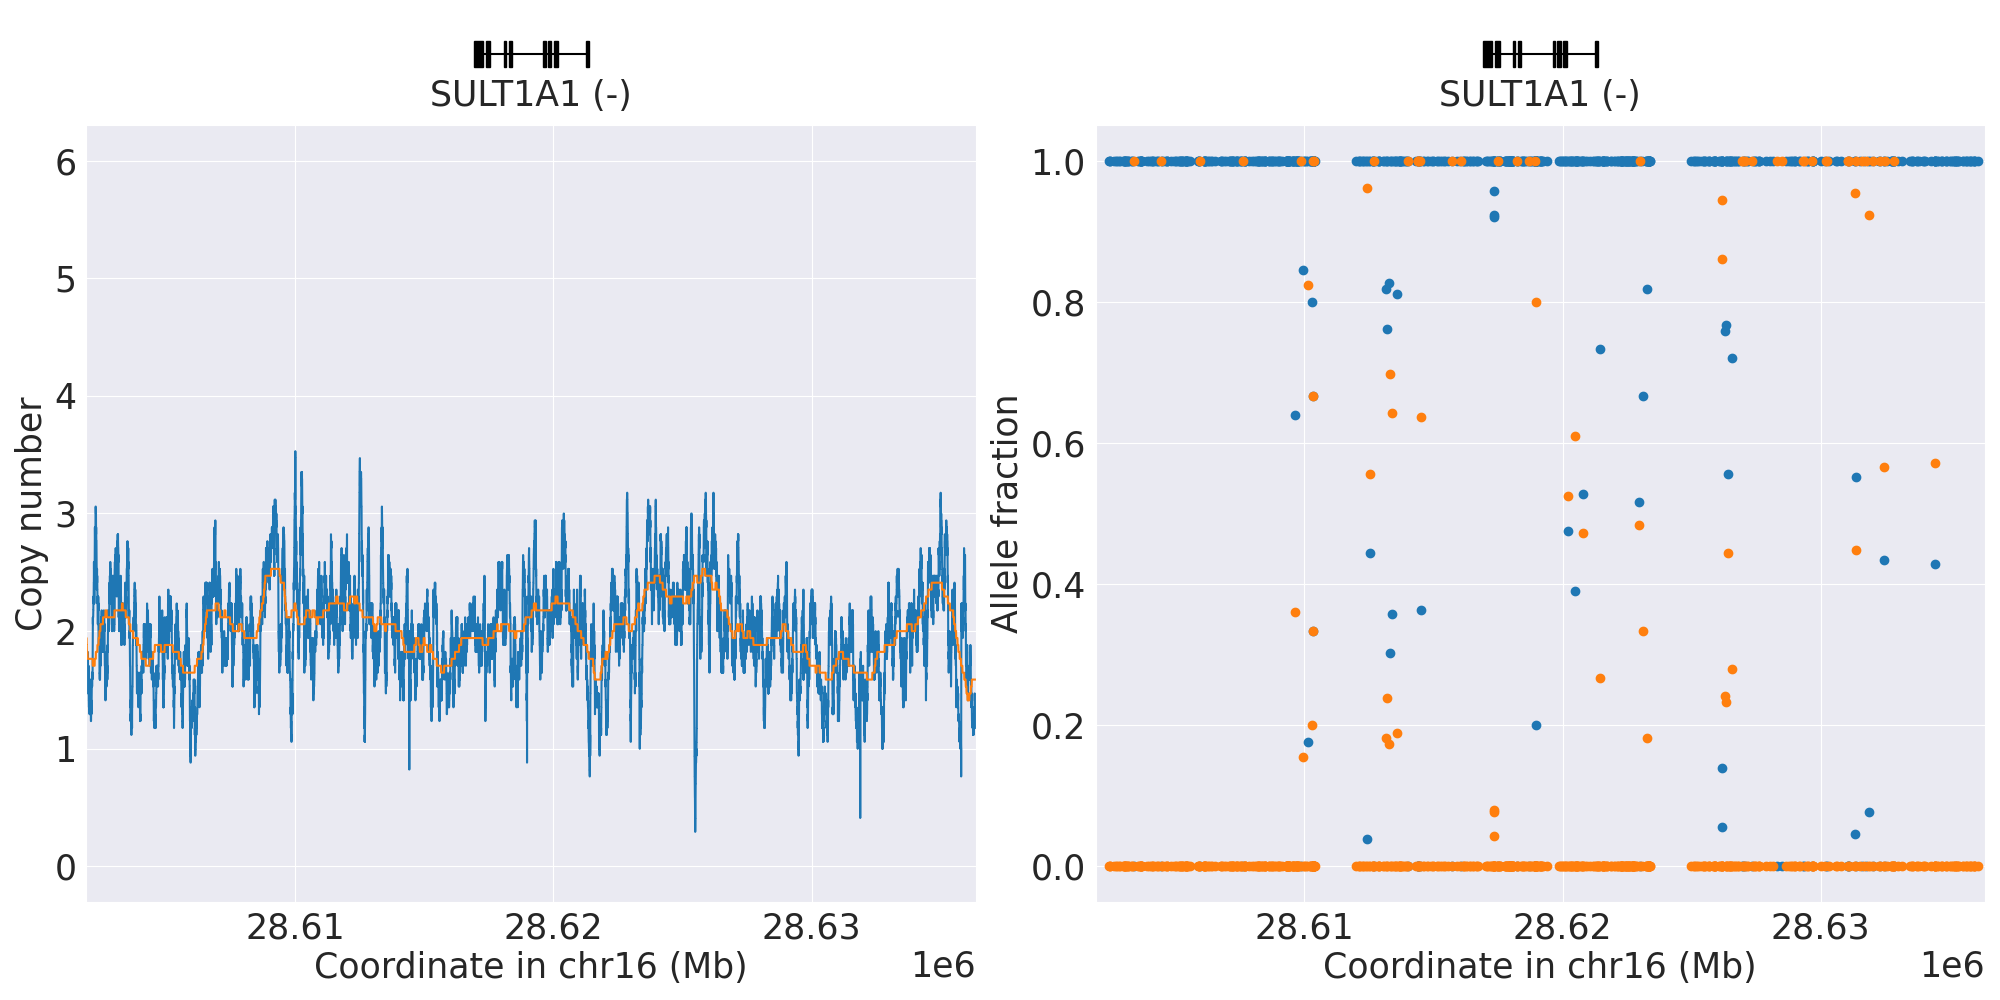 SULT1A1 (-)
Copy number
6
5
4
3
2
1
0
28.61
28.62
28.63
Coordinate in chr16 (Mb)
1e6
SULT1A1 (-)
Allele fraction
1.0
0.8
0.6
0.4
0.2
0.0
28.61
28.62
28.63
Coordinate in chr16 (Mb)
1e6